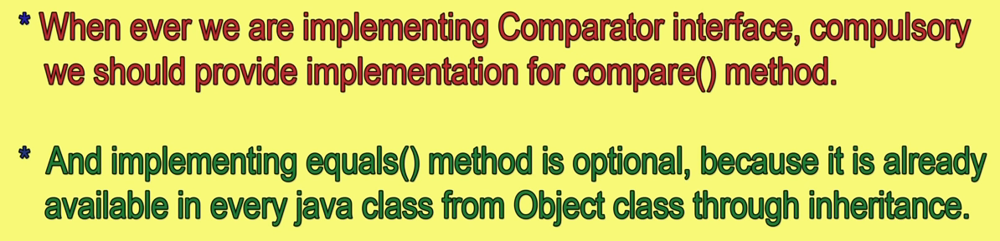 * When ever we are implementing Comparator interface, compulsory
we should provide implementation for compare() method.
* And implementing equals() method is optional, because it is already
available in every java class from Object class through inheritance.